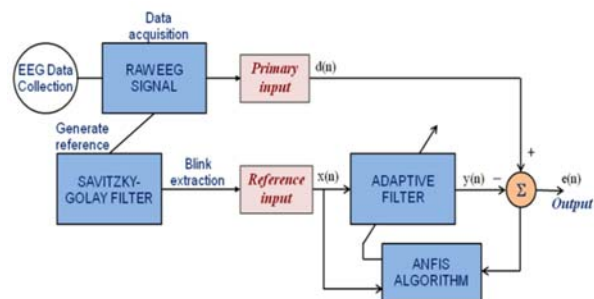 Data
acquisition
EEG Data
Collection
RAWEEG
SIGNAL
Primary
input
d(n)
Generate
reference
SAVITZKY-
GOLAY FILTER
Blink
extraction
Reference
input
x(n)
ADAPTIVE
FILTER
y(n)
−
+
Σ
e(n)
Output
ANFIS
ALGORITHM